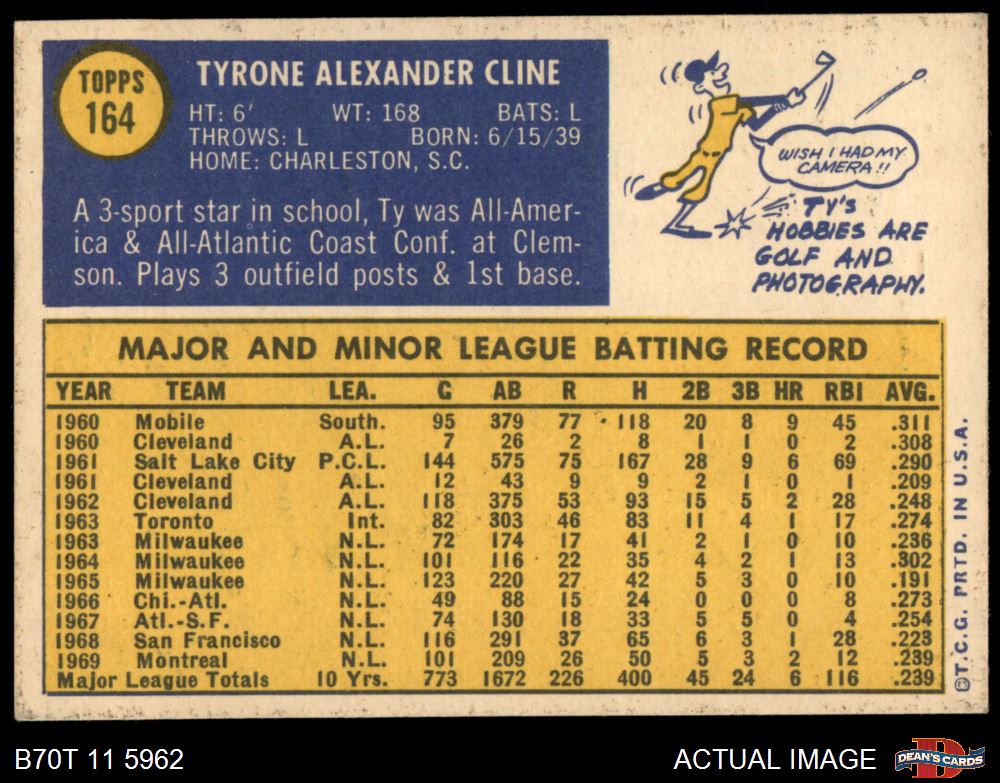 TOPPS
164
TYRONE ALEXANDER CLINE
HT: 6' WT: 168 BATS: L
THROWS: L BORN: 6/15/39
HOME: CHARLESTON, S.C.
A 3-sport star in school, Ty was All-Amer-
ica & All-Atlantic Coast Conf. at Clem-
son. Plays 3 outfield posts & 1st base.
WISH I HAD MY
CAMERA!!
TY'S
HOBBIES ARE
GOLF AND
PHOTOGRAPHY.
MAJOR AND MINOR LEAGUE BATTING RECORD
YEAR TEAM LEA. G AB R H 2B 3B HR RBI AVG.
1960 Mobile South. 95 379 77 118 20 8 9 45 .311
1960 Cleveland A.L. 7 26 2 8 1 1 0 2 .308
1961 Salt Lake City P.C.L. 144 575 75 167 28 9 6 69 .290
1961 Cleveland A.L. 12 43 9 9 2 1 0 1 .209
1962 Cleveland A.L. 118 375 53 93 15 5 2 28 .248
1963 Toronto Int. 82 303 46 83 11 4 1 17 .274
1963 Milwaukee N.L. 72 174 17 41 2 1 0 10 .236
1964 Milwaukee N.L. 101 116 22 35 4 2 1 13 .302
1965 Milwaukee N.L. 123 220 27 42 5 3 0 10 .191
1966 Chi.-Atl. N.L. 49 88 15 24 0 0 0 8 .273
1967 Atl.-S.F. N.L. 74 130 18 33 5 5 0 4 .254
1968 San Francisco N.L. 116 291 37 65 6 3 1 28 .223
1969 Montreal N.L. 101 209 26 50 5 3 2 12 .239
Major League Totals 10 Yrs. 773 1672 226 400 45 24 6 116 .239
©T.C.G. PRTD. IN U.S.A.
B70T 11 5962
ACTUAL IMAGE
D
DEAN'S CARDS